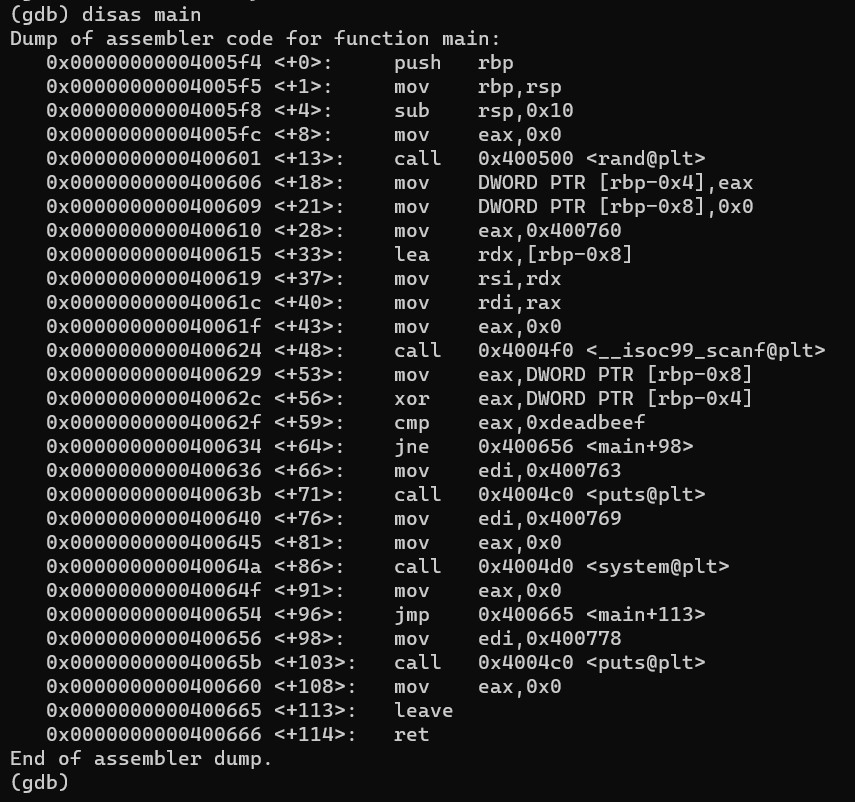 (gdb) disas main
Dump of assembler code for function main:
   0x00000000004005f4 <+0>:     push   rbp
   0x00000000004005f5 <+1>:     mov    rbp,rsp
   0x00000000004005f8 <+4>:     sub    rsp,0x10
   0x00000000004005fc <+8>:     mov    eax,0x0
   0x0000000000400601 <+13>:    call   0x400500 <rand@plt>
   0x0000000000400606 <+18>:    mov    DWORD PTR [rbp-0x4],eax
   0x0000000000400609 <+21>:    mov    DWORD PTR [rbp-0x8],0x0
   0x0000000000400610 <+28>:    mov    eax,0x400760
   0x0000000000400615 <+33>:    lea    rdx,[rbp-0x8]
   0x0000000000400619 <+37>:    mov    rsi,rdx
   0x000000000040061c <+40>:    mov    rdi,rax
   0x000000000040061f <+43>:    mov    eax,0x0
   0x0000000000400624 <+48>:    call   0x4004f0 <__isoc99_scanf@plt>
   0x0000000000400629 <+53>:    mov    eax,DWORD PTR [rbp-0x8]
   0x000000000040062c <+56>:    xor    eax,DWORD PTR [rbp-0x4]
   0x000000000040062f <+59>:    cmp    eax,0xdeadbeef
   0x0000000000400634 <+64>:    jne    0x400656 <main+98>
   0x0000000000400636 <+66>:    mov    edi,0x400763
   0x000000000040063b <+71>:    call   0x4004c0 <puts@plt>
   0x0000000000400640 <+76>:    mov    edi,0x400769
   0x0000000000400645 <+81>:    mov    eax,0x0
   0x000000000040064a <+86>:    call   0x4004d0 <system@plt>
   0x000000000040064f <+91>:    mov    eax,0x0
   0x0000000000400654 <+96>:    jmp    0x400665 <main+113>
   0x0000000000400656 <+98>:    mov    edi,0x400778
   0x000000000040065b <+103>:   call   0x4004c0 <puts@plt>
   0x0000000000400660 <+108>:   mov    eax,0x0
   0x0000000000400665 <+113>:   leave
   0x0000000000400666 <+114>:   ret
End of assembler dump.
(gdb)